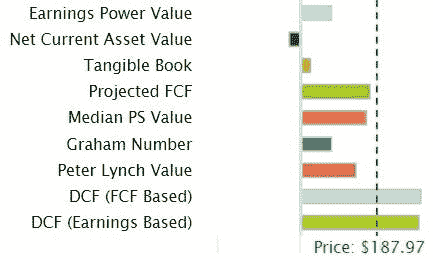 Earnings Power Value
Net Current Asset Value
Tangible Book
Projected FCF
Median PS Value
Graham Number
Peter Lynch Value
DCF (FCF Based)
DCF (Earnings Based)
Price: $187.97